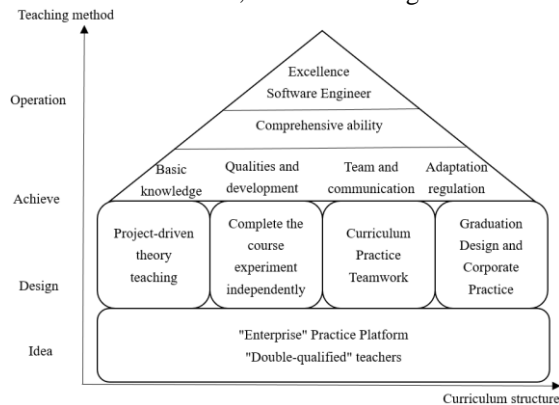 Teaching method
Excellence
Software Engineer
Operation
Comprehensive ability
Basic
knowledge
Qualities and
development
Team and
communication
Adaptation
regulation
Achieve
Project-driven
theory
teaching
Complete the
course
experiment
independently
Curriculum
Practice
Teamwork
Graduation
Design and
Corporate
Practice
Design
Idea
"Enterprise" Practice Platform
"Double-qualified" teachers
Curriculum structure